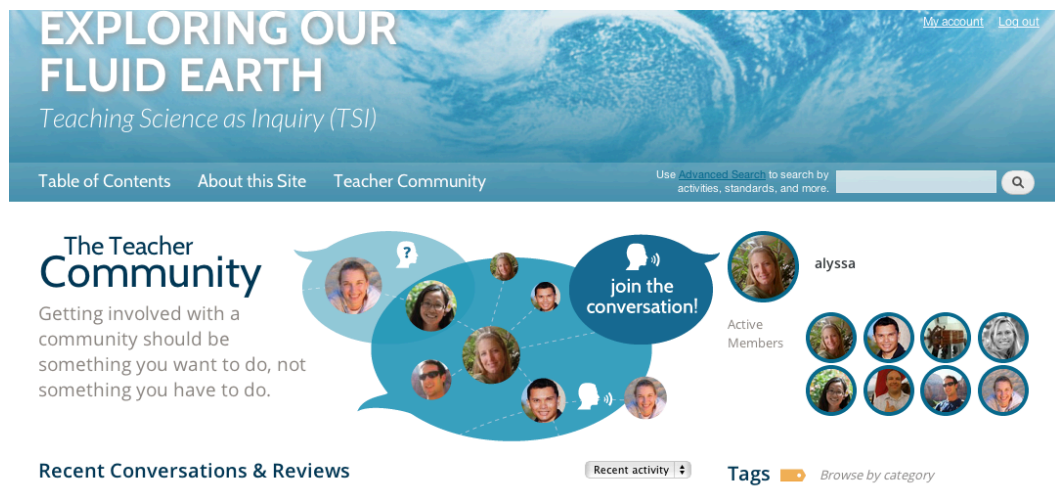 EXPLORING OUR
FLUID EARTH
Teaching Science as Inquiry (TSI)
My account Log out
Table of Contents About this Site Teacher Community
Use Advanced Search to search by
activities, standards, and more.
The Teacher
Community
Getting involved with a
community should be
something you want to do, not
something you have to do.
?
join the
conversation!
alyssa
Active
Members
Recent Conversations & Reviews
Recent activity
Tags
Browse by category